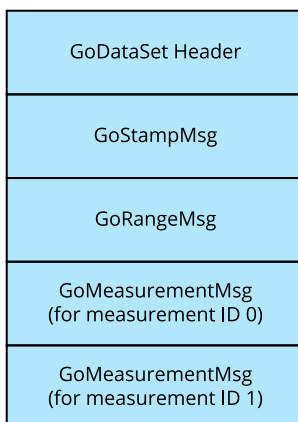 GoDataSet Header
GoStampMsg
GoRangeMsg
GoMeasurementMsg
(for measurement ID 0)
GoMeasurementMsg
(for measurement ID 1)